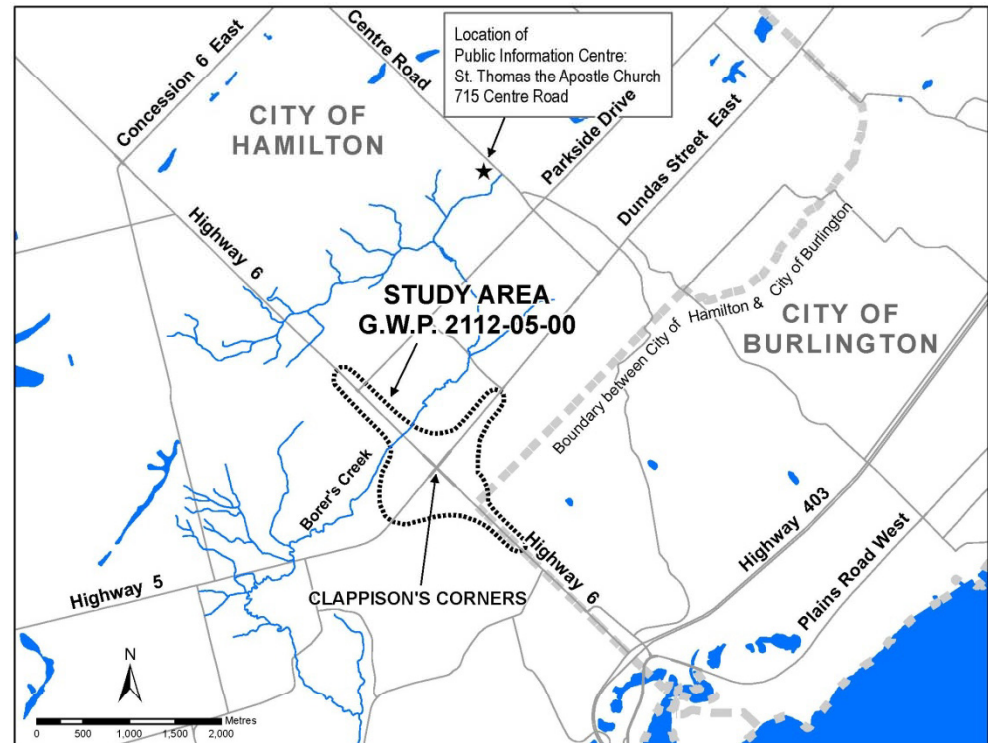 Location of
Public Information Centre:
St. Thomas the Apostle Church
715 Centre Road
Concession 6 East
Centre Road
CITY OF
HAMILTON
Parkside Drive
Dundas Street East
Highway 6
STUDY AREA
G.W.P. 2112-05-00
Boundary between City of Hamilton & City of Burlington
CITY OF
BURLINGTON
Borer's Creek
Highway 403
Highway 5
CLAPPISON'S CORNERS
Highway 6
Plains Road West
N
0 500 1,000 1,500 2,000 Metres